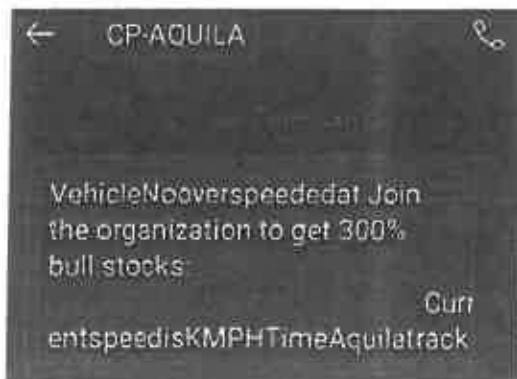 CP-AQUILA
VehicleNooverspeededat Join
the organization to get 300%
bull stocks:
Curr
entspeedisKMPHTimeAquilatrack